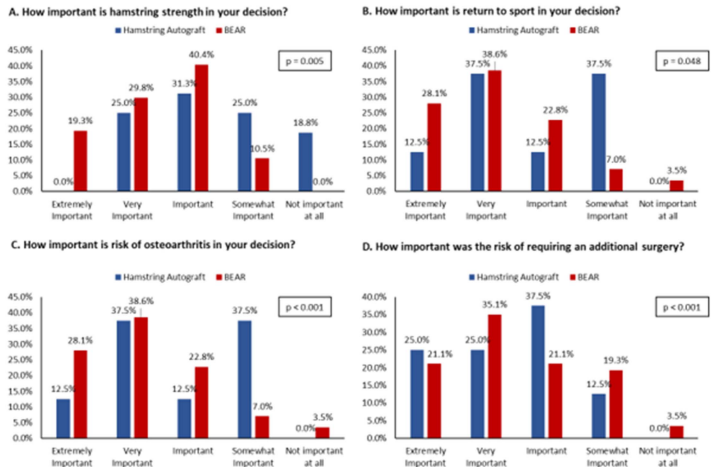 A. How important is hamstring strength in your decision?
Hamstring Autograft BEAR
p = 0.005
45.0%
40.0%
35.0%
30.0%
25.0%
20.0%
15.0%
10.0%
5.0%
0.0%
0.0% 19.3% 25.0% 29.8% 31.3% 40.4% 25.0% 10.5% 18.8% 0.0%
Extremely Very Important Somewhat Not important
Important Important Important at all
B. How important is return to sport in your decision?
Hamstring Autograft BEAR
p = 0.048
45.0%
40.0%
35.0%
30.0%
25.0%
20.0%
15.0%
10.0%
5.0%
0.0%
12.5% 28.1% 37.5% 38.6% 12.5% 22.8% 37.5% 7.0% 0.0% 3.5%
Extremely Very Important Somewhat Not important
Important Important Important at all
C. How important is risk of osteoarthritis in your decision?
Hamstring Autograft BEAR
p < 0.001
45.0%
40.0%
35.0%
30.0%
25.0%
20.0%
15.0%
10.0%
5.0%
0.0%
12.5% 28.1% 37.5% 38.6% 12.5% 22.8% 37.5% 7.0% 0.0% 3.5%
Extremely Very Important Somewhat Not important
Important Important Important at all
D. How important was the risk of requiring an additional surgery?
Hamstring Autograft BEAR
p < 0.001
40.0%
35.0%
30.0%
25.0%
20.0%
15.0%
10.0%
5.0%
0.0%
25.0% 21.1% 25.0% 35.1% 37.5% 21.1% 12.5% 19.3% 0.0% 3.5%
Extremely Very Important Somewhat Not important
Important Important Important at all